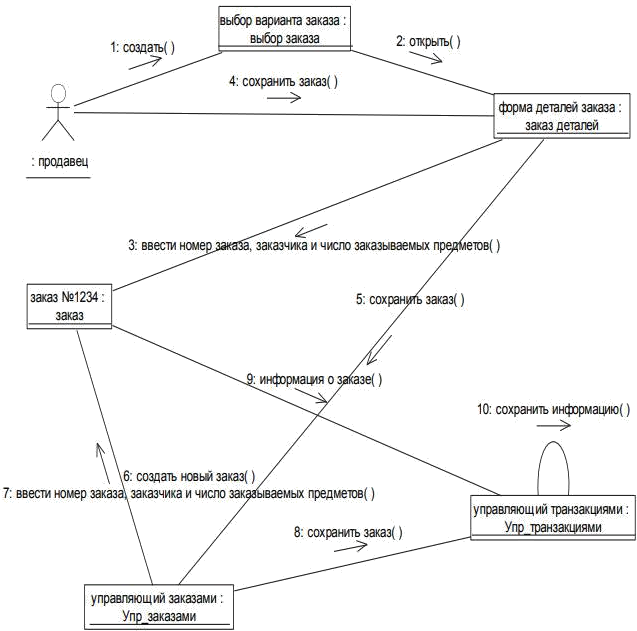 выбор варианта заказа :
выбор заказа
1: создать( )
2: открыть( )
4: сохранить заказ( )
форма деталей заказа :
заказ деталей
: продавец
3: ввести номер заказа, заказчика и число заказываемых предметов( )
заказ №1234 :
заказ
5: сохранить заказ( )
9: информация о заказе( )
10: сохранить информацию( )
6: создать новый заказ( )
7: ввести номер заказа, заказчика и число заказываемых предметов( )
управляющий транзакциями :
Упр_транзакциями
8: сохранить заказ( )
управляющий заказами :
Упр_заказами